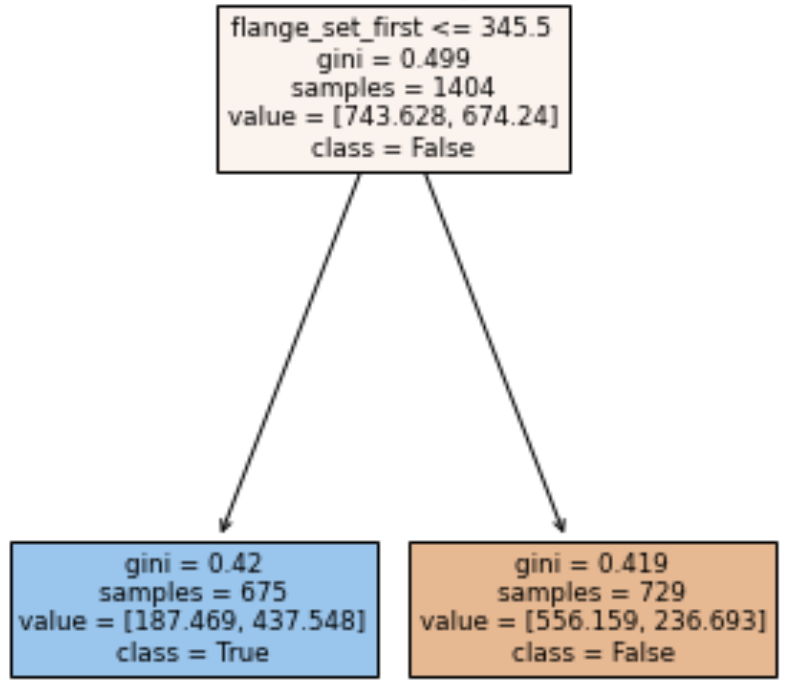 flange_set_first <= 345.5
gini = 0.499
samples = 1404
value = [743.628, 674.24]
class = False
gini = 0.42
samples = 675
value = [187.469, 437.548]
class = True
gini = 0.419
samples = 729
value = [556.159, 236.693]
class = False